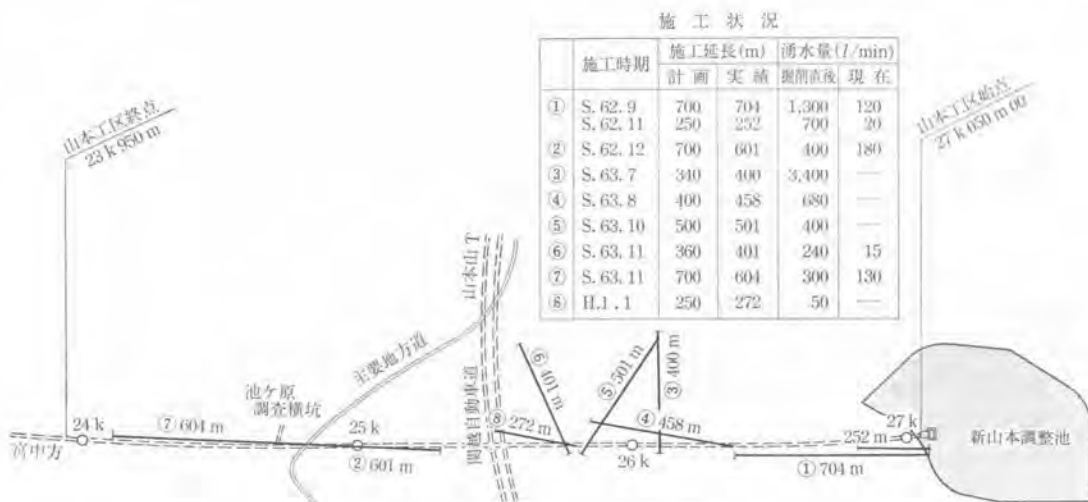 施工状況
施工時期 施工延長(m) 湧水量(l/min)
計画 実績 掘削直後 現在
① S.62.9 700 704 1,300 120
S.62.11 250 252 700 20
② S.62.12 700 601 400 180
③ S.63.7 340 400 3,400 ——
④ S.63.8 400 458 680 ——
⑤ S.63.10 500 501 400 ——
⑥ S.63.11 360 401 240 15
⑦ S.63.11 700 604 300 130
⑧ H.1.1 250 272 50 ——
山本工区終点
23k950m
山本工区始点
27k050m00
山本山T
主要地方道
関越自動車道
池ケ原
調査横坑
⑥401m
⑤501m
③400m
24k
⑦604m
25k
⑧272m
④458m
27k
宮中方
②601m
26k
252m
①704m
新山本調整池